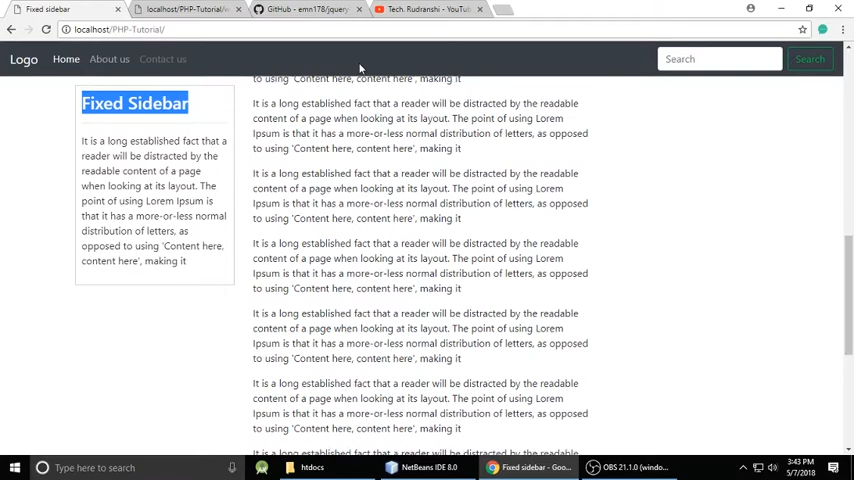 Fixed Sidebar
localhost/PHP-Tutorial/w
GitHub - emn178/jquery
Tech. Rudranshi - YouTub
localhost/PHP-Tutorial/
Logo Home About us Contact us
Search Search
Fixed Sidebar
It is a long established fact that a
reader will be distracted by the
readable content of a page when
looking at its layout. The
point of using Lorem Ipsum is
that it has a more-or-less normal
distribution of letters, as
opposed to using 'Content here,
content here', making it
to using 'Content here, content here', making it
It is a long established fact that a reader will be distracted by the readable
content of a page when looking at its layout. The point of using Lorem
Ipsum is that it has a more-or-less normal distribution of letters, as opposed
to using 'Content here, content here', making it
It is a long established fact that a reader will be distracted by the readable
content of a page when looking at its layout. The point of using Lorem
Ipsum is that it has a more-or-less normal distribution of letters, as opposed
to using 'Content here, content here', making it
It is a long established fact that a reader will be distracted by the readable
content of a page when looking at its layout. The point of using Lorem
Ipsum is that it has a more-or-less normal distribution of letters, as opposed
to using 'Content here, content here', making it
It is a long established fact that a reader will be distracted by the readable
content of a page when looking at its layout. The point of using Lorem
Ipsum is that it has a more-or-less normal distribution of letters, as opposed
to using 'Content here, content here', making it
It is a long established fact that a reader will be distracted by the readable
content of a page when looking at its layout. The point of using Lorem
Ipsum is that it has a more-or-less normal distribution of letters, as opposed
to using 'Content here, content here', making it
It is a long established fact that a reader will be distracted by the readable
Type here to search
htdocs
NetBeans IDE 8.0
Fixed sidebar - Goo...
OBS 21.1.0 (windo...
3:43 PM
5/7/2018